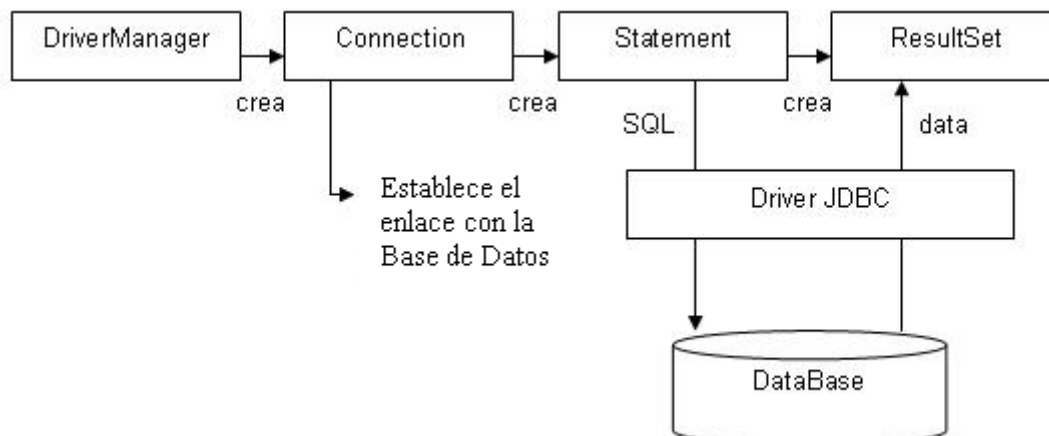 DriverManager
Connection
Statement
ResultSet
crea
crea
crea
SQL
data
Establece el
enlace con la
Base de Datos
Driver JDBC
DataBase